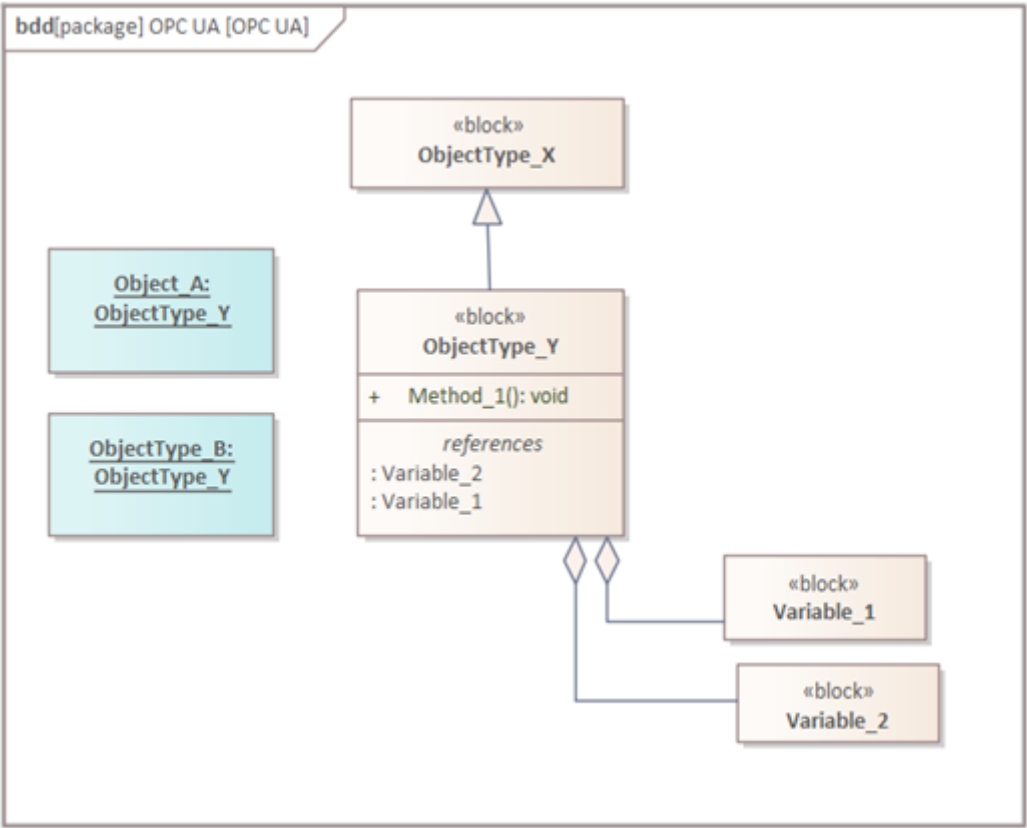 bdd[package] OPC UA [OPC UA]
«block»
ObjectType_X
Object_A:
ObjectType_Y
«block»
ObjectType_Y
+ Method_1(): void
references
: Variable_2
: Variable_1
ObjectType_B:
ObjectType_Y
«block»
Variable_1
«block»
Variable_2